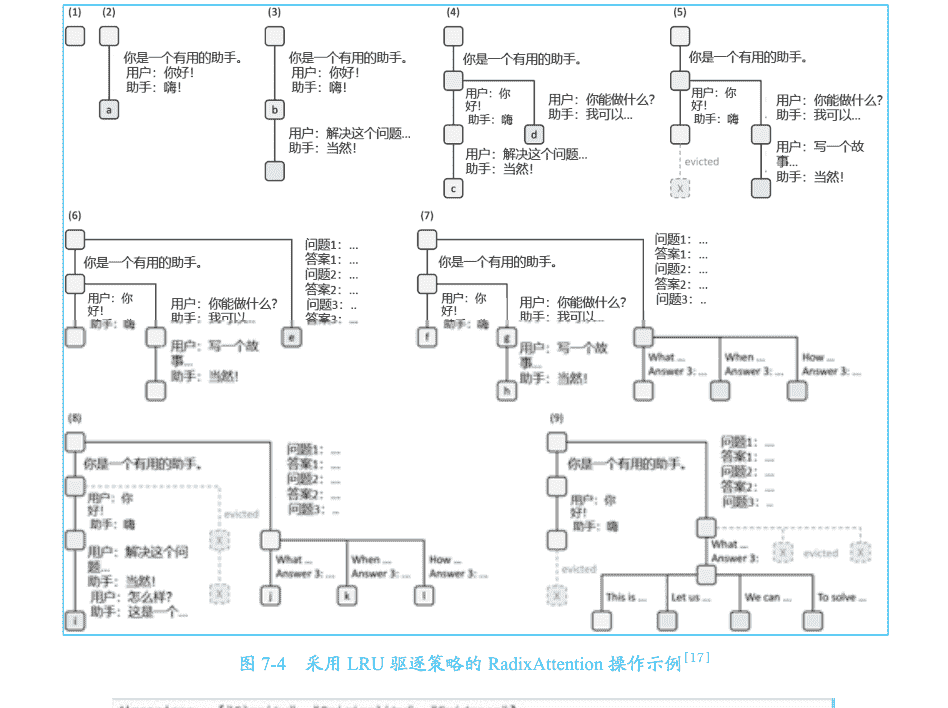 (1)
(2)
你是一个有用的助手。
用户：你好！
助手：嗨！
a
(3)
你是一个有用的助手。
用户：你好！
助手：嗨！
b
用户：解决这个问题...
助手：当然！
(4)
你是一个有用的助手。
用户：你
好！
助手：嗨
用户：你能做什么？
助手：我可以...
d
用户：解决这个问题...
助手：当然！
c
(5)
你是一个有用的助手。
用户：你
好！
助手：嗨
用户：你能做什么？
助手：我可以...
evicted
X
用户：写一个故
事...
助手：当然！
(6)
你是一个有用的助手。
用户：你
好！
助手：嗨
用户：你能做什么？
助手：我可以...
用户：写一个故
事...
助手：当然！
问题1：...
答案1：...
问题2：...
答案2：...
问题3：...
答案3：...
e
(7)
你是一个有用的助手。
用户：你
好！
助手：嗨
f
用户：你能做什么？
助手：我可以...
g
用户：写一个故
事...
助手：当然！
h
问题1：...
答案1：...
问题2：...
答案2：...
问题3：..
What ...
Answer 3: ...
When ...
Answer 3: ...
How ...
Answer 3: ...
(8)
你是一个有用的助手。
用户：你
好！
助手：嗨
evicted
X
X
用户：解决这个问
题...
助手：当然！
用户：怎么样？
助手：这是一个...
i
问题1：...
答案1：...
问题2：...
答案2：...
问题3：..
What ...
Answer 3: ...
When ...
Answer 3: ...
How ...
Answer 3: ...
j
k
l
(9)
你是一个有用的助手。
用户：你
好！
助手：嗨
evicted
X
问题1：...
答案1：...
问题2：...
答案2：...
问题3：..
What ...
Answer 3:
X
evicted
X
This is ...
Let us ...
We can ...
To solve ...
图 7-4 采用 LRU 驱逐策略的 RadixAttention 操作示例[17]